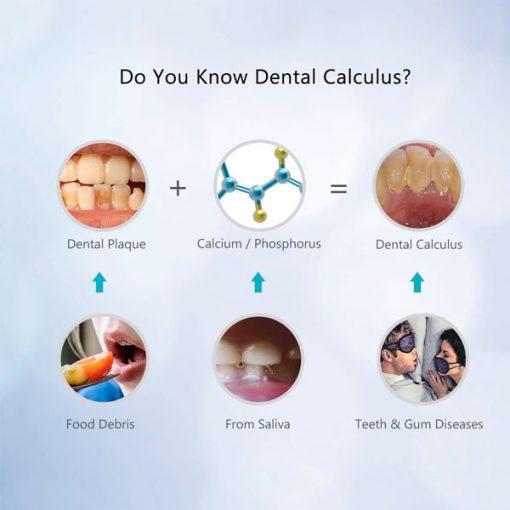 Do You Know Dental Calculus?
+
=
Dental Plaque
Calcium / Phosphorus
Dental Calculus
Food Debris
From Saliva
Teeth & Gum Diseases